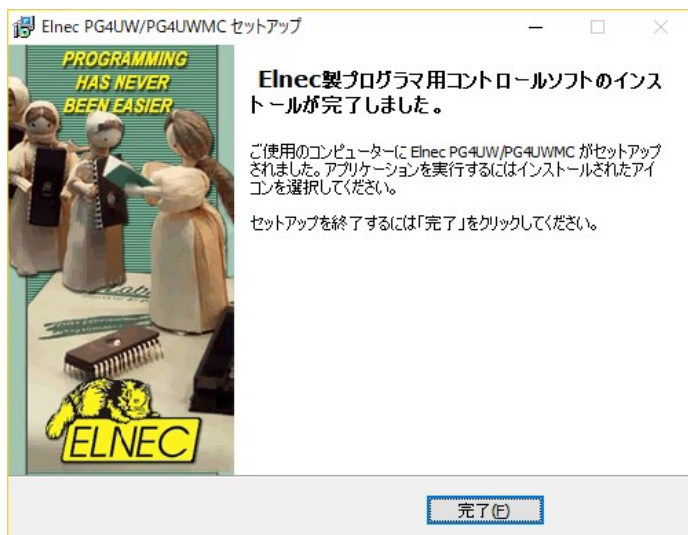 Elnec PG4UW/PG4UWMC セットアップ
PROGRAMMING
HAS NEVER
BEEN EASIER
Elnec製プログラマ用コントロールソフトのインス
トールが完了しました。
ご使用のコンピューターに Elnec PG4UW/PG4UWMC がセットアップ
されました。アプリケーションを実行するにはインストールされたアイ
コンを選択してください。
セットアップを終了するには「完了」をクリックしてください。
ELNEC
完了(F)